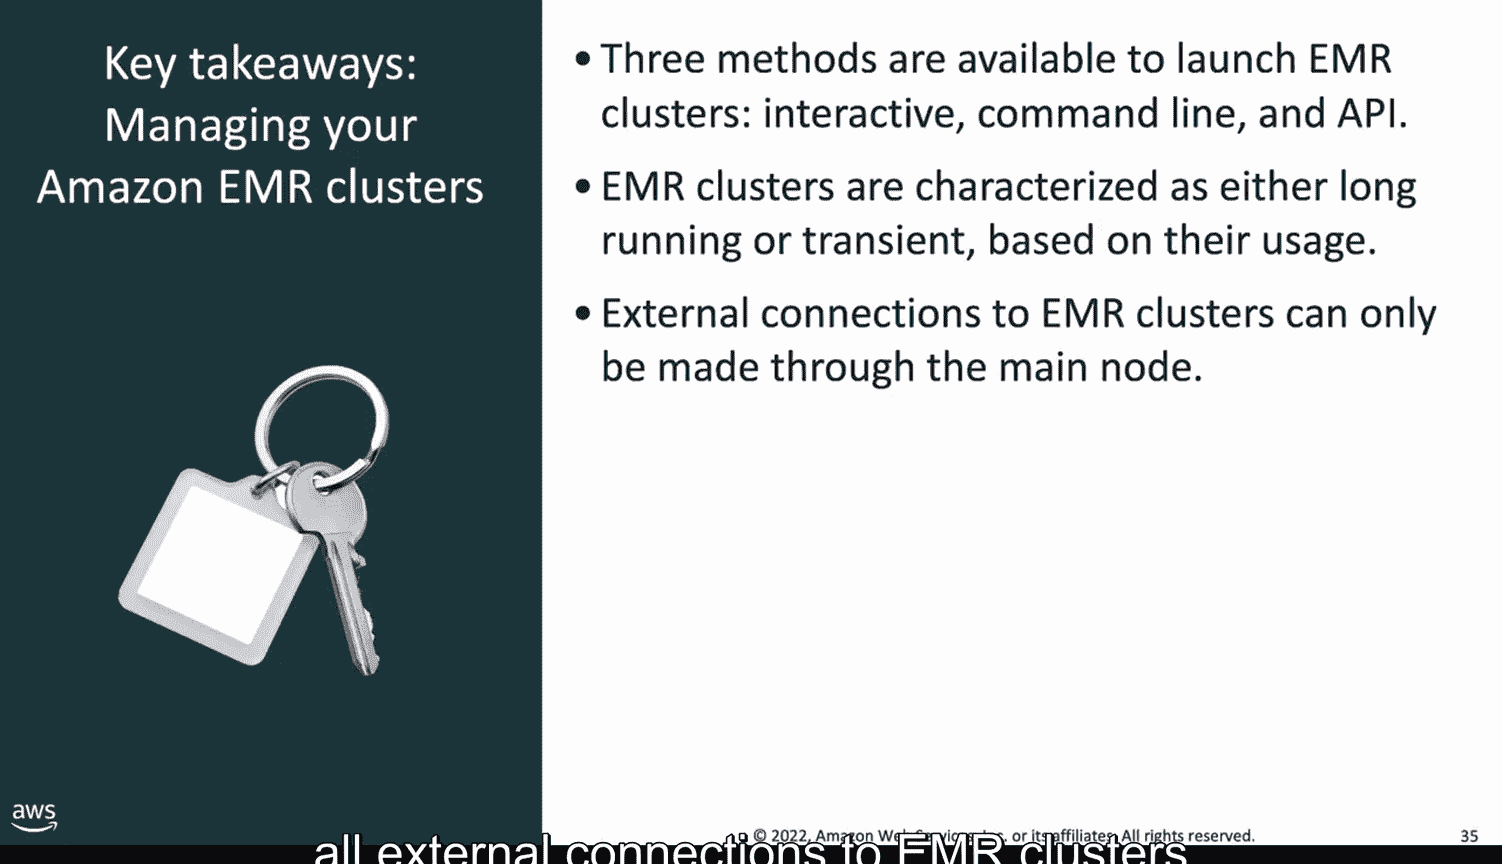 Key takeaways:
Managing your
Amazon EMR clusters
• Three methods are available to launch EMR
clusters: interactive, command line, and API.
• EMR clusters are characterized as either long
running or transient, based on their usage.
• External connections to EMR clusters can only
be made through the main node.
aws
© 2022, Amazon Web Services, Inc. or its affiliates. All rights reserved.
35
all external connections to EMR clusters